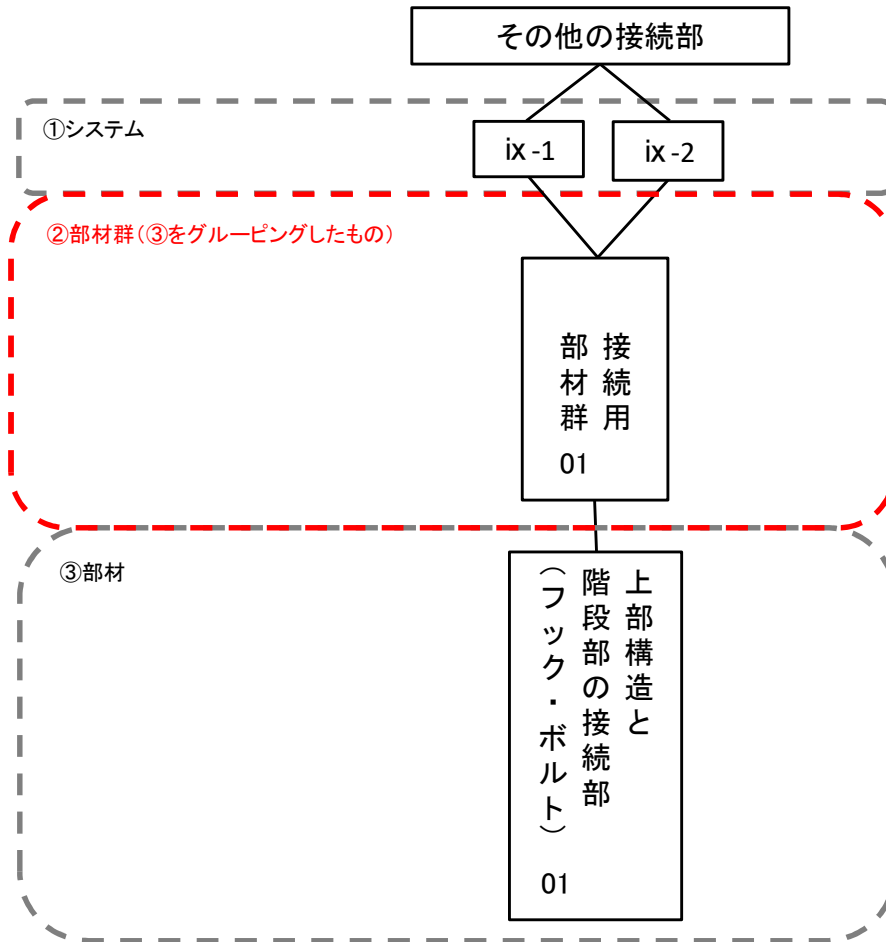 その他の接続部
①システム
ⅸ-1
ⅸ-2
②部材群(③をグルーピングしたもの)
接続用
部材群 01
③部材
上部構造と
階段部の接続部
(フック・ボルト) 01